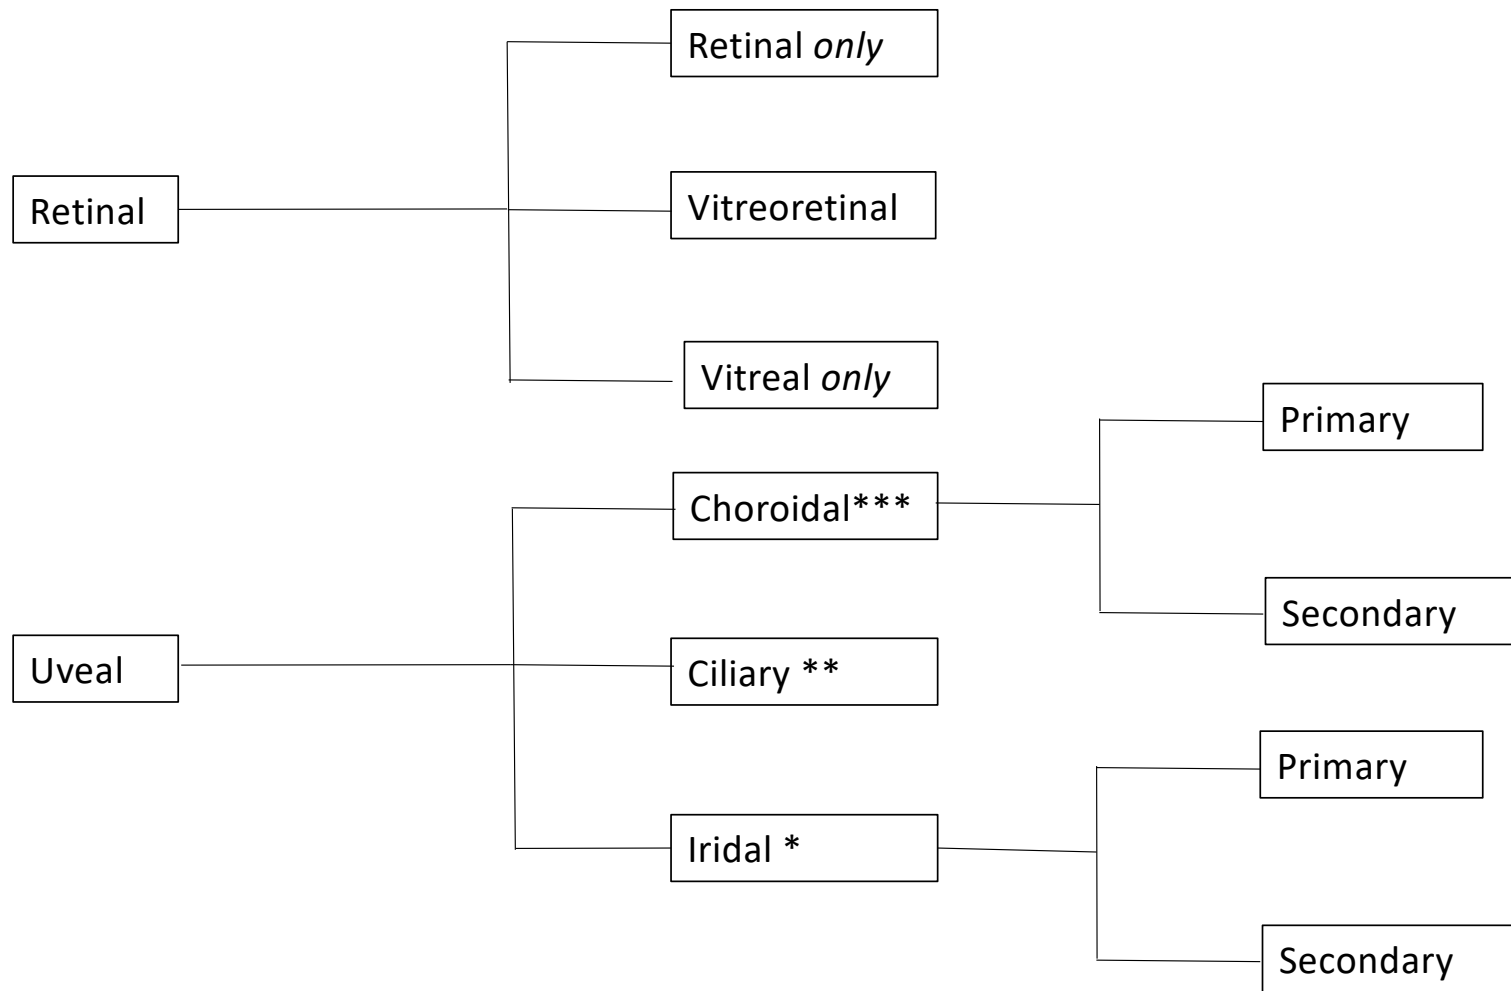 Retinal only
Retinal
Vitreoretinal
Vitreal only
Primary
Choroidal***
Secondary
Uveal
Ciliary **
Primary
Iridal *
Secondary